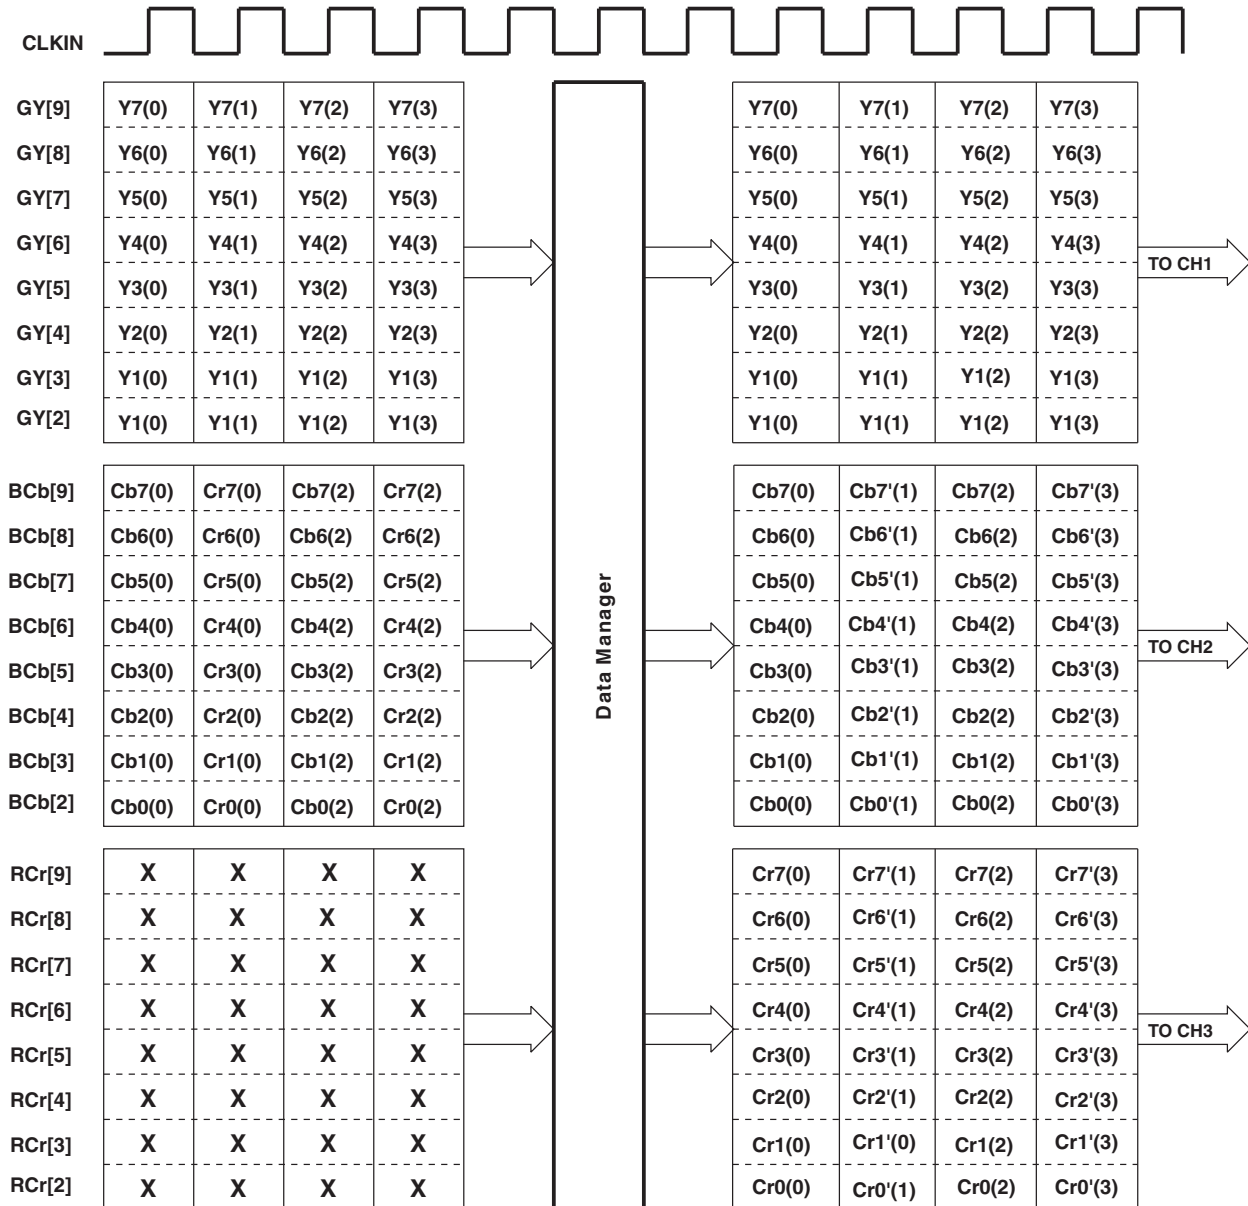 CLKIN
GY[9] Y7(0) Y7(1) Y7(2) Y7(3) Y7(0) Y7(1) Y7(2) Y7(3)
GY[8] Y6(0) Y6(1) Y6(2) Y6(3) Y6(0) Y6(1) Y6(2) Y6(3)
GY[7] Y5(0) Y5(1) Y5(2) Y5(3) Y5(0) Y5(1) Y5(2) Y5(3)
GY[6] Y4(0) Y4(1) Y4(2) Y4(3) Y4(0) Y4(1) Y4(2) Y4(3)
TO CH1
GY[5] Y3(0) Y3(1) Y3(2) Y3(3) Y3(0) Y3(1) Y3(2) Y3(3)
GY[4] Y2(0) Y2(1) Y2(2) Y2(3) Y2(0) Y2(1) Y2(2) Y2(3)
GY[3] Y1(0) Y1(1) Y1(2) Y1(3) Y1(0) Y1(1) Y1(2) Y1(3)
GY[2] Y1(0) Y1(1) Y1(2) Y1(3) Y1(0) Y1(1) Y1(2) Y1(3)
BCb[9] Cb7(0) Cr7(0) Cb7(2) Cr7(2) Cb7(0) Cb7'(1) Cb7(2) Cb7'(3)
BCb[8] Cb6(0) Cr6(0) Cb6(2) Cr6(2) Cb6(0) Cb6'(1) Cb6(2) Cb6'(3)
BCb[7] Cb5(0) Cr5(0) Cb5(2) Cr5(2) Cb5(0) Cb5'(1) Cb5(2) Cb5'(3)
BCb[6] Cb4(0) Cr4(0) Cb4(2) Cr4(2) Cb4(0) Cb4'(1) Cb4(2) Cb4'(3)
Data Manager
TO CH2
BCb[5] Cb3(0) Cr3(0) Cb3(2) Cr3(2) Cb3(0) Cb3'(1) Cb3(2) Cb3'(3)
BCb[4] Cb2(0) Cr2(0) Cb2(2) Cr2(2) Cb2(0) Cb2'(1) Cb2(2) Cb2'(3)
BCb[3] Cb1(0) Cr1(0) Cb1(2) Cr1(2) Cb1(0) Cb1'(1) Cb1(2) Cb1'(3)
BCb[2] Cb0(0) Cr0(0) Cb0(2) Cr0(2) Cb0(0) Cb0'(1) Cb0(2) Cb0'(3)
RCr[9] X X X X Cr7(0) Cr7'(1) Cr7(2) Cr7'(3)
RCr[8] X X X X Cr6(0) Cr6'(1) Cr6(2) Cr6'(3)
RCr[7] X X X X Cr5(0) Cr5'(1) Cr5(2) Cr5'(3)
RCr[6] X X X X Cr4(0) Cr4'(1) Cr4(2) Cr4'(3)
TO CH3
RCr[5] X X X X Cr3(0) Cr3'(1) Cr3(2) Cr3'(3)
RCr[4] X X X X Cr2(0) Cr2'(1) Cr2(2) Cr2'(3)
RCr[3] X X X X Cr1(0) Cr1'(0) Cr1(2) Cr1'(3)
RCr[2] X X X X Cr0(0) Cr0'(1) Cr0(2) Cr0'(3)